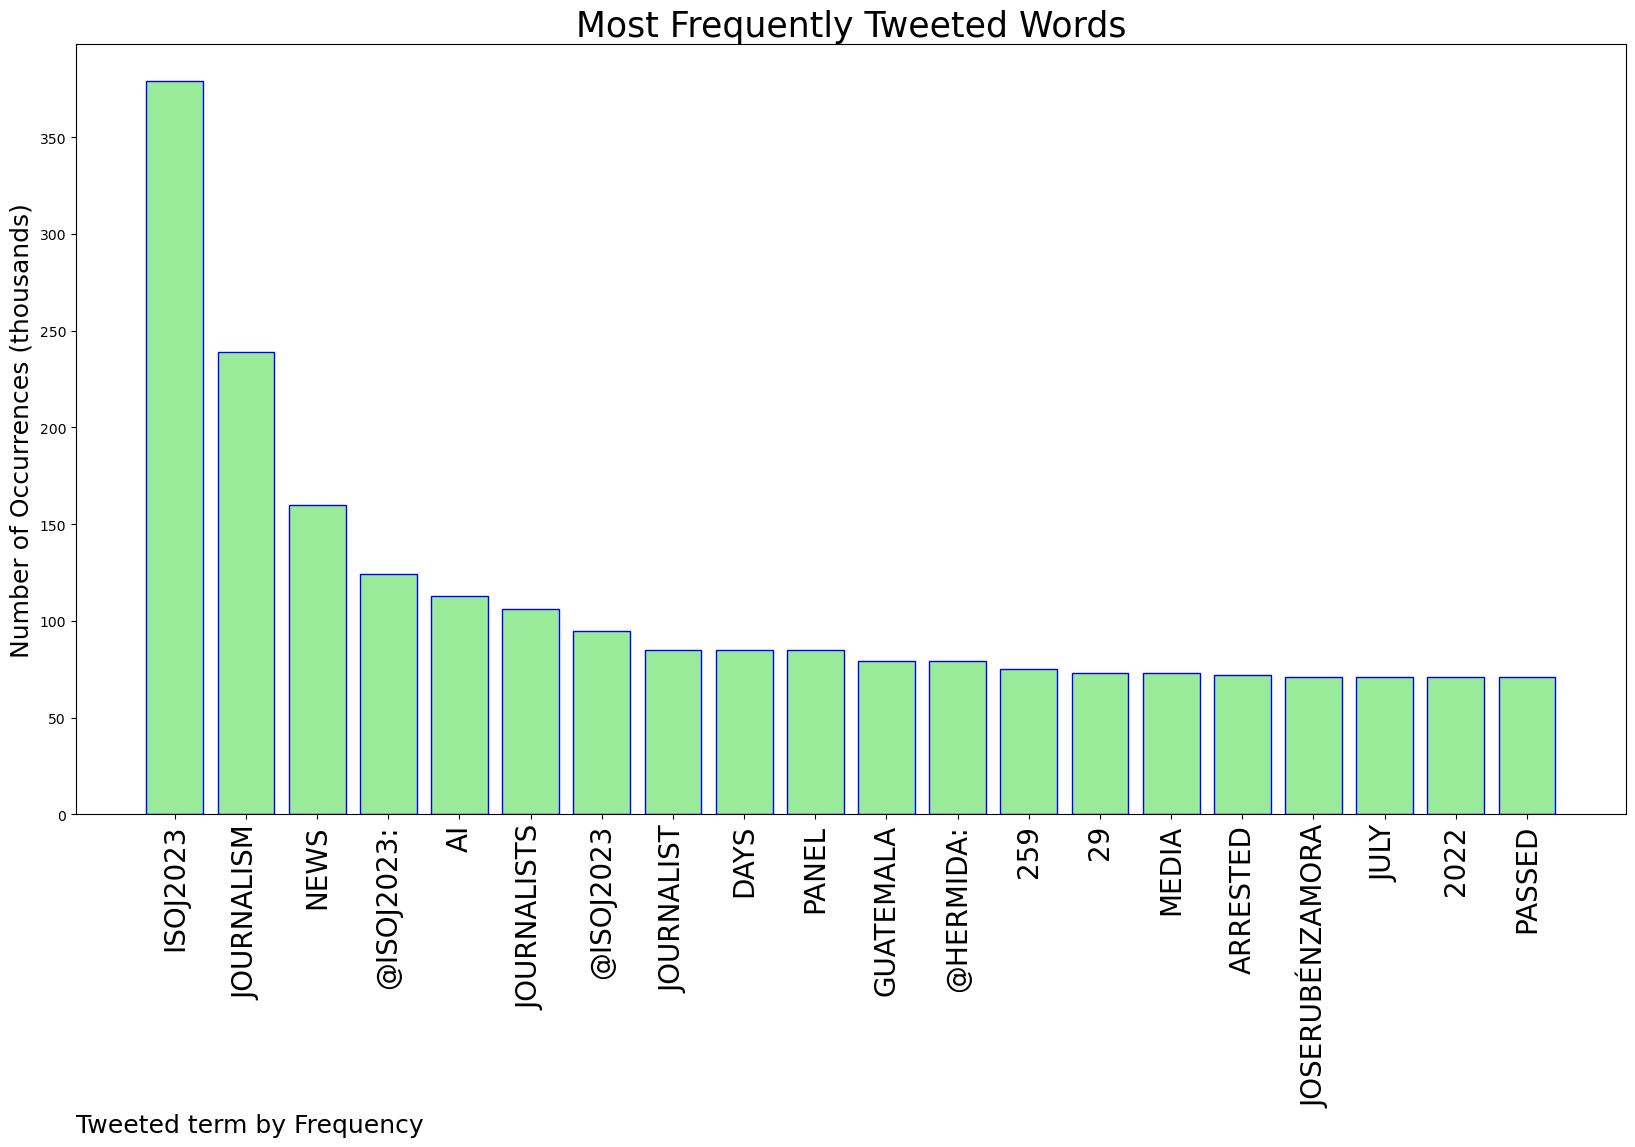 Most Frequently Tweeted Words
Number of Occurrences (thousands)
350
300
250
200
150
100
50
0
ISOJ2023
JOURNALISM
NEWS
@ISOJ2023:
AI
JOURNALISTS
@ISOJ2023
JOURNALIST
DAYS
PANEL
GUATEMALA
@HERMIDA:
259
29
MEDIA
ARRESTED
JOSERUBÉNZAMORA
JULY
2022
PASSED
Tweeted term by Frequency